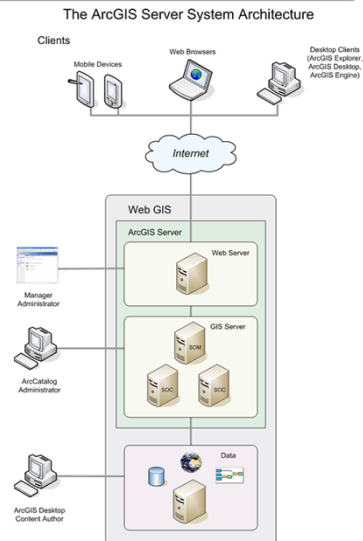 The ArcGIS Server System Architecture
Clients
Mobile Devices
Web Browsers
Desktop Clients
(ArcGIS Explorer,
ArcGIS Desktop,
ArcGIS Engine)
Internet
Web GIS
ArcGIS Server
Web Server
Manager
Administrator
GIS Server
SOM
SOC
SOC
ArcCatalog
Administrator
Data
ArcGIS Desktop
Content Author